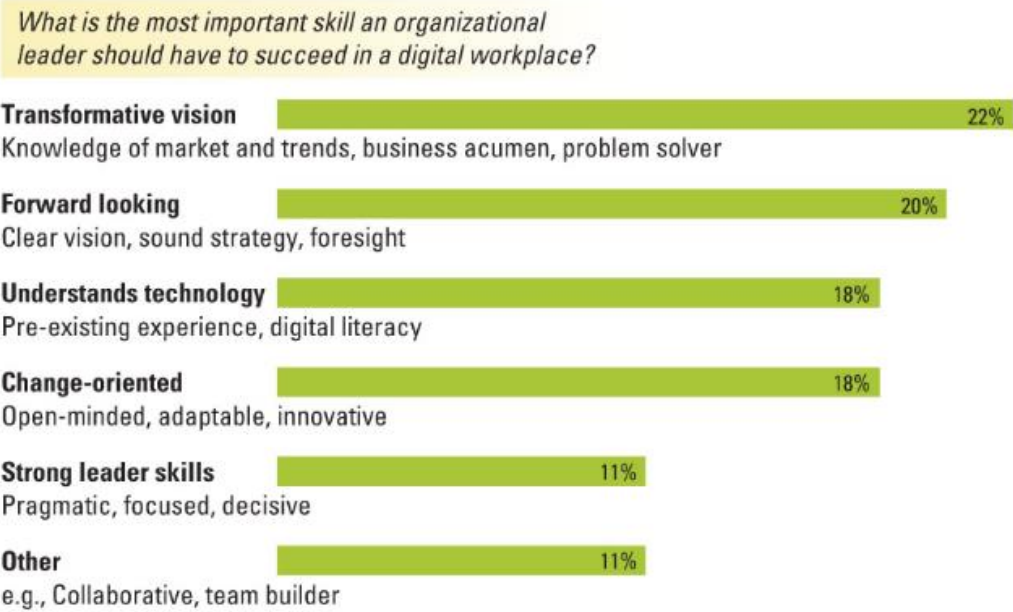 What is the most important skill an organizational
leader should have to succeed in a digital workplace?
Transformative vision 22%
Knowledge of market and trends, business acumen, problem solver
Forward looking 20%
Clear vision, sound strategy, foresight
Understands technology 18%
Pre-existing experience, digital literacy
Change-oriented 18%
Open-minded, adaptable, innovative
Strong leader skills 11%
Pragmatic, focused, decisive
Other 11%
e.g., Collaborative, team builder